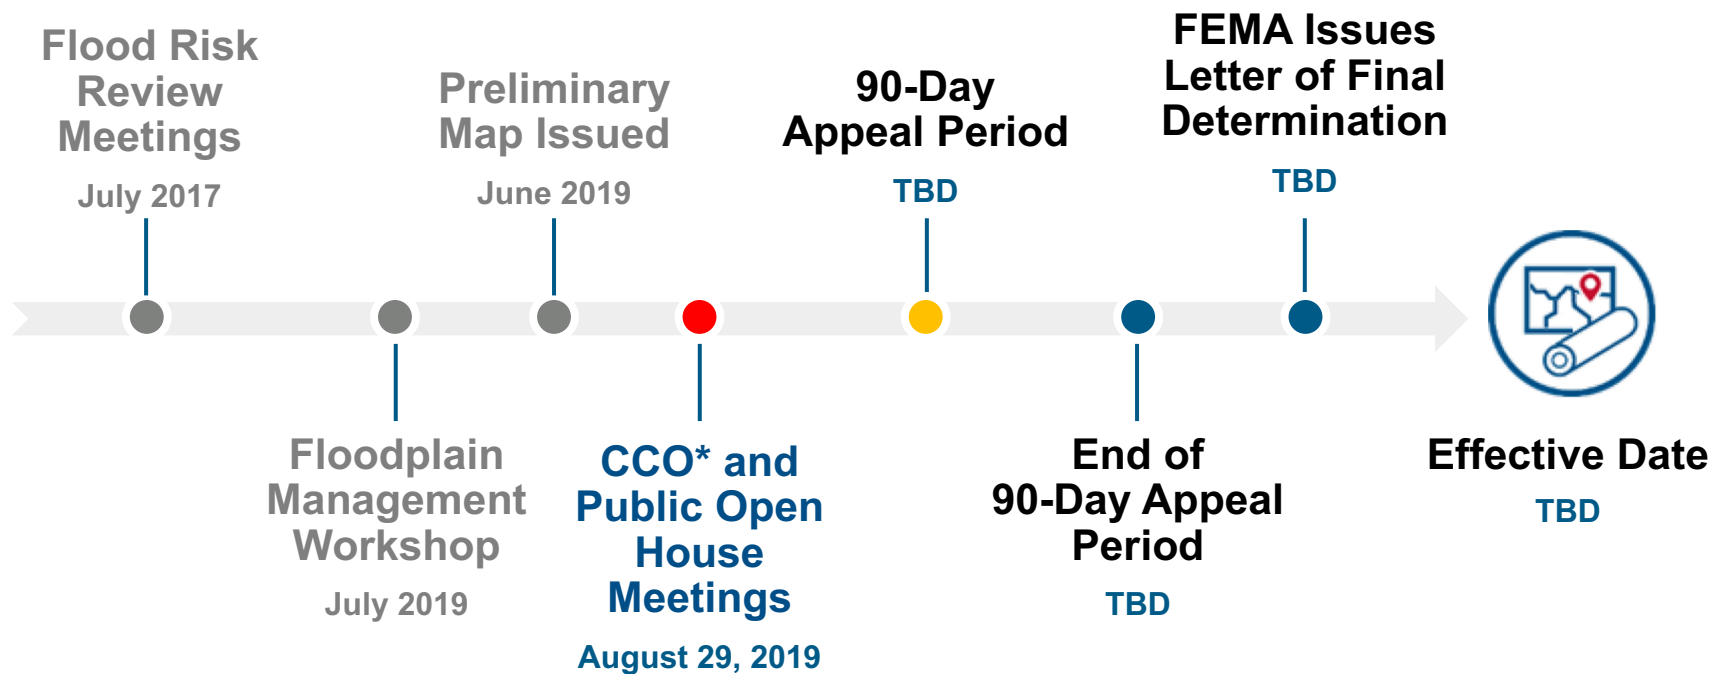 Flood Risk
Review
Meetings
July 2017
Floodplain
Management
Workshop
July 2019
Preliminary
Map Issued
June 2019
CCO* and
Public Open
House
Meetings
August 29, 2019
90-Day
Appeal Period
TBD
End of
90-Day Appeal
Period
TBD
FEMA Issues
Letter of Final
Determination
TBD
Effective Date
TBD